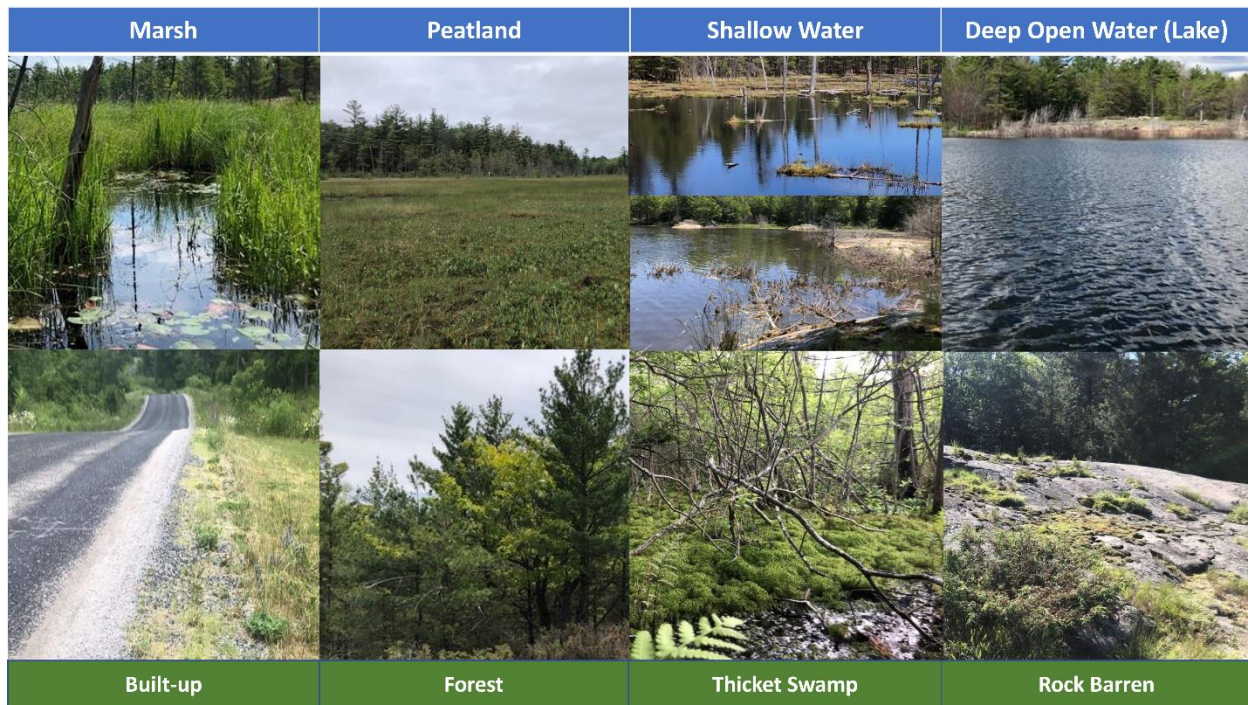 Marsh
Peatland
Shallow Water
Deep Open Water (Lake)
Built-up
Forest
Thicket Swamp
Rock Barren